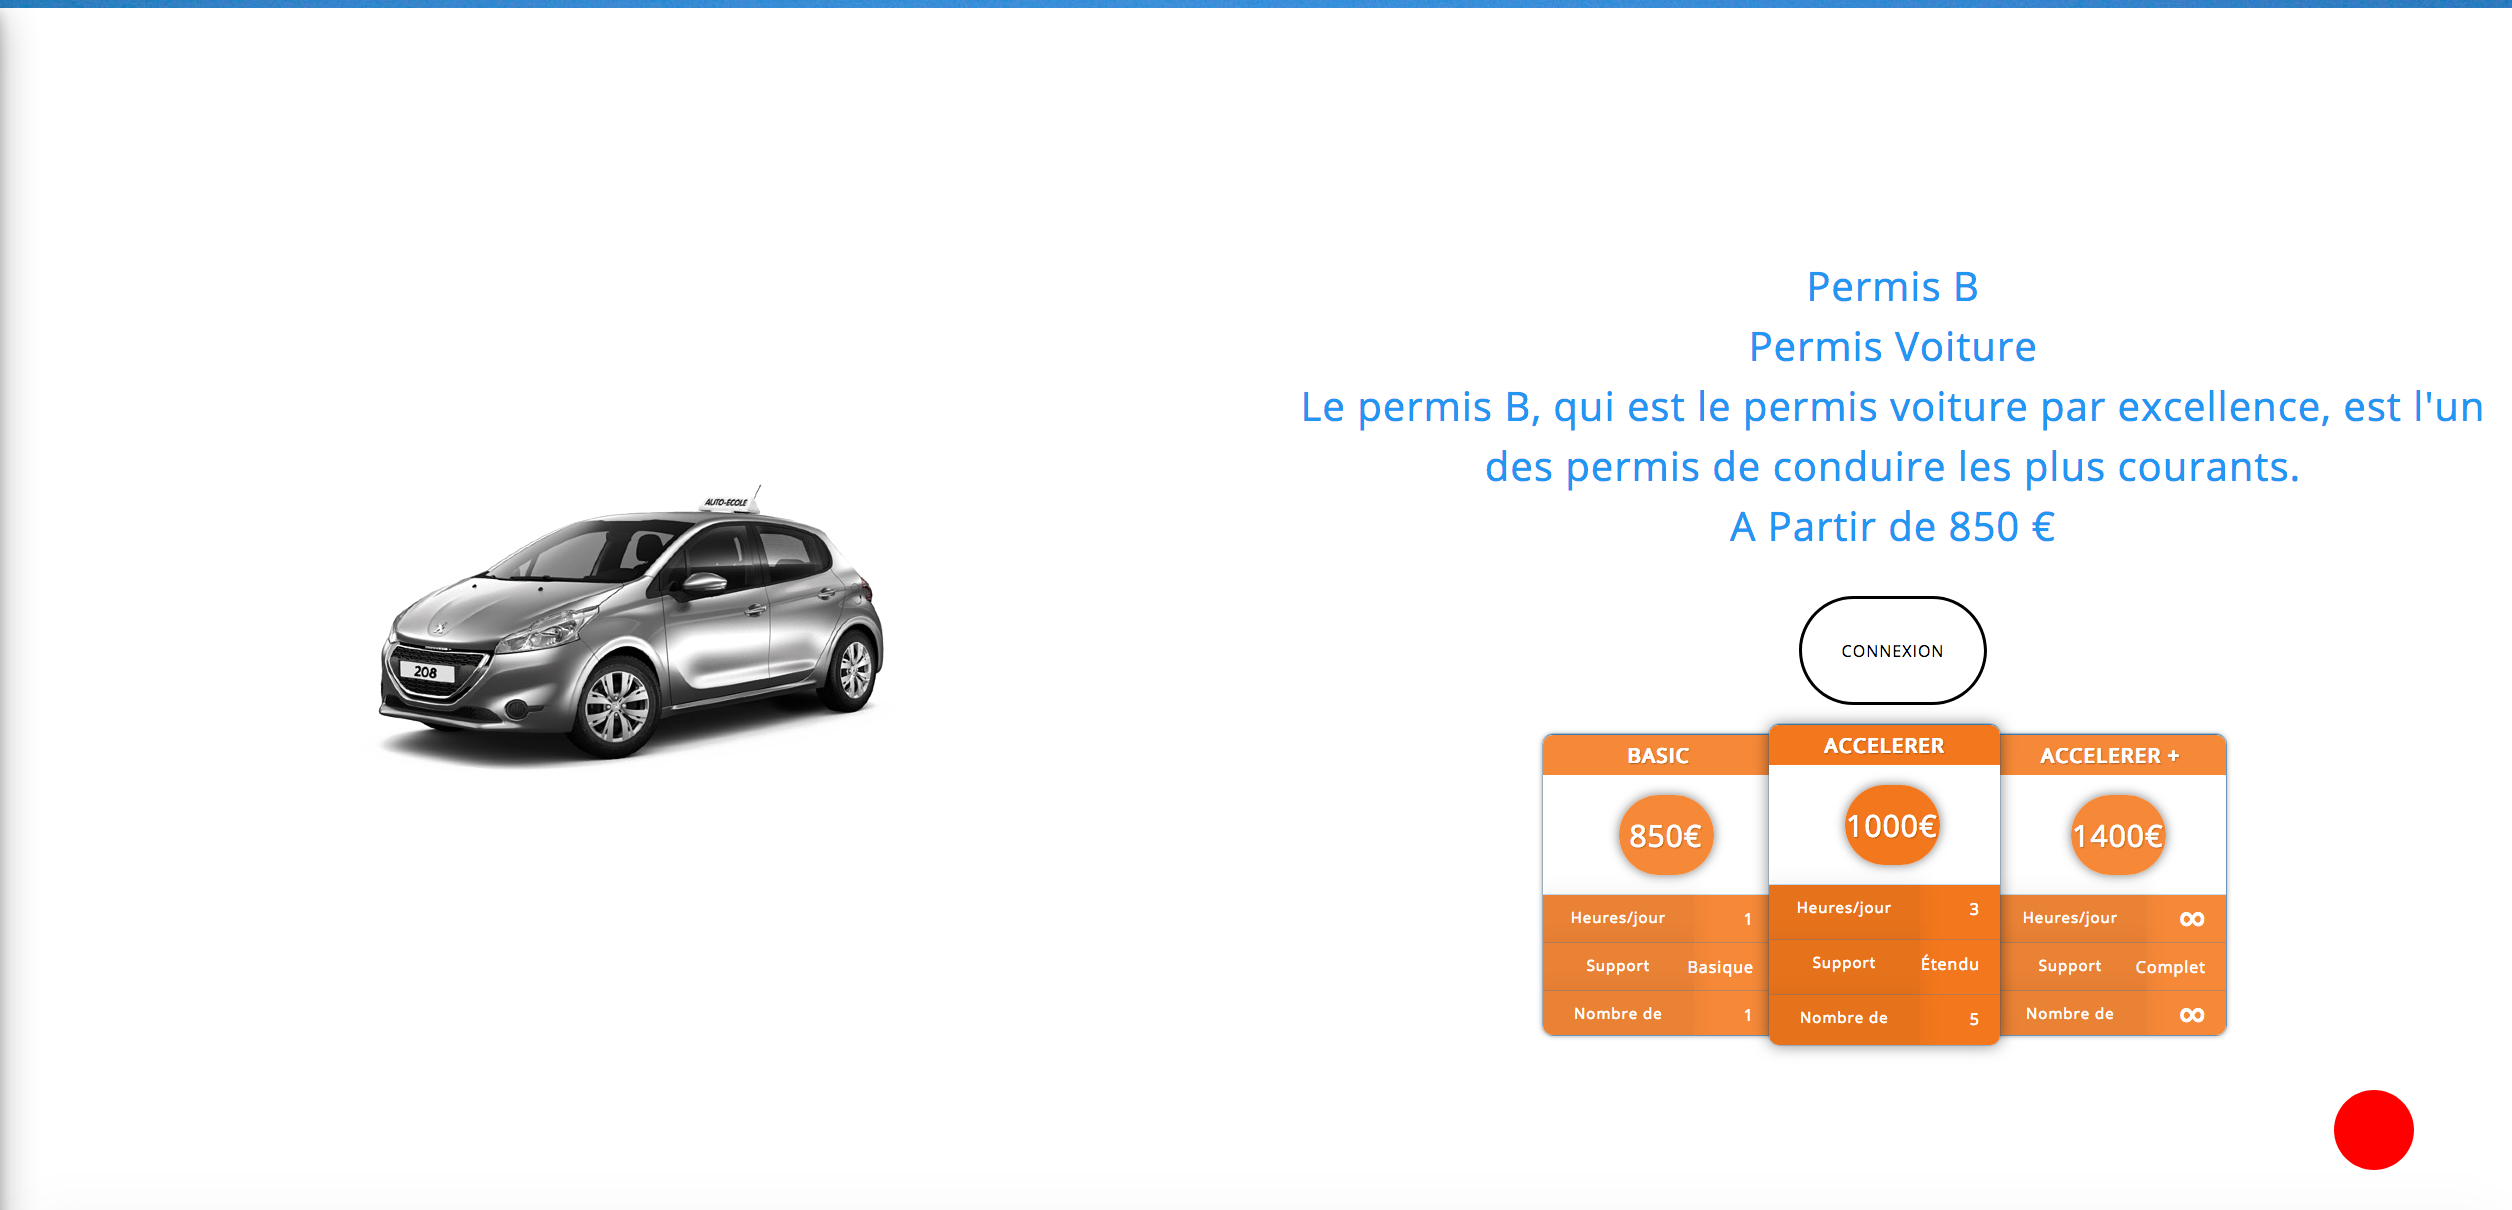 Permis B
Permis Voiture
Le permis B, qui est le permis voiture par excellence, est l'un
des permis de conduire les plus courants.
A Partir de 850 €
AUTO-ECOLE
208
CONNEXION
BASIC
850€
Heures/jour 1
Support Basique
Nombre de 1
ACCELERER
1000€
Heures/jour 3
Support Étendu
Nombre de 5
ACCELERER +
1400€
Heures/jour ∞
Support Complet
Nombre de ∞